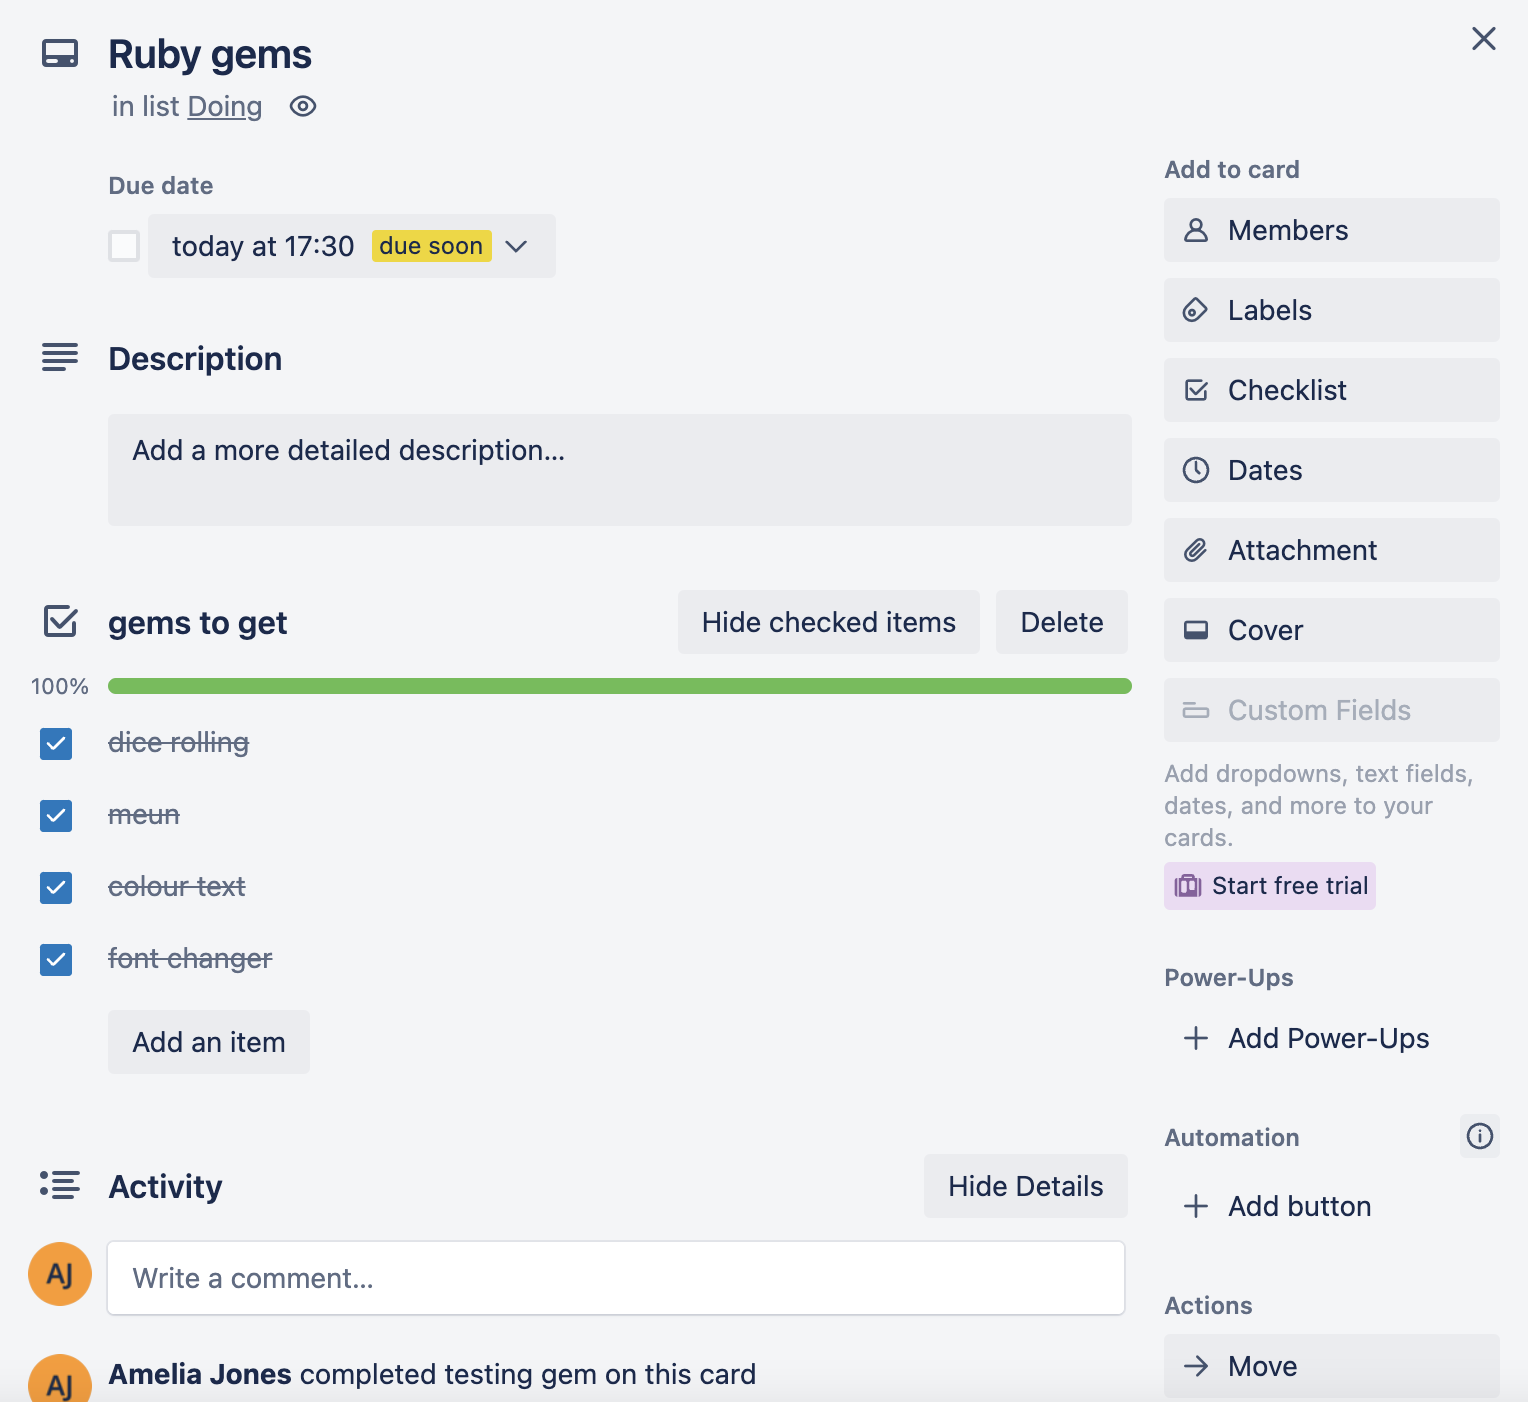 Ruby gems
in list Doing
Due date
today at 17:30 due soon
Description
Add a more detailed description...
gems to get
Hide checked items
Delete
100%
dice rolling
meun
colour text
font changer
Add an item
Activity
Hide Details
AJ
Write a comment...
AJ
Amelia Jones completed testing gem on this card
Add to card
Members
Labels
Checklist
Dates
Attachment
Cover
Custom Fields
Add dropdowns, text fields,
dates, and more to your
cards.
Start free trial
Power-Ups
Add Power-Ups
Automation
Add button
Actions
Move